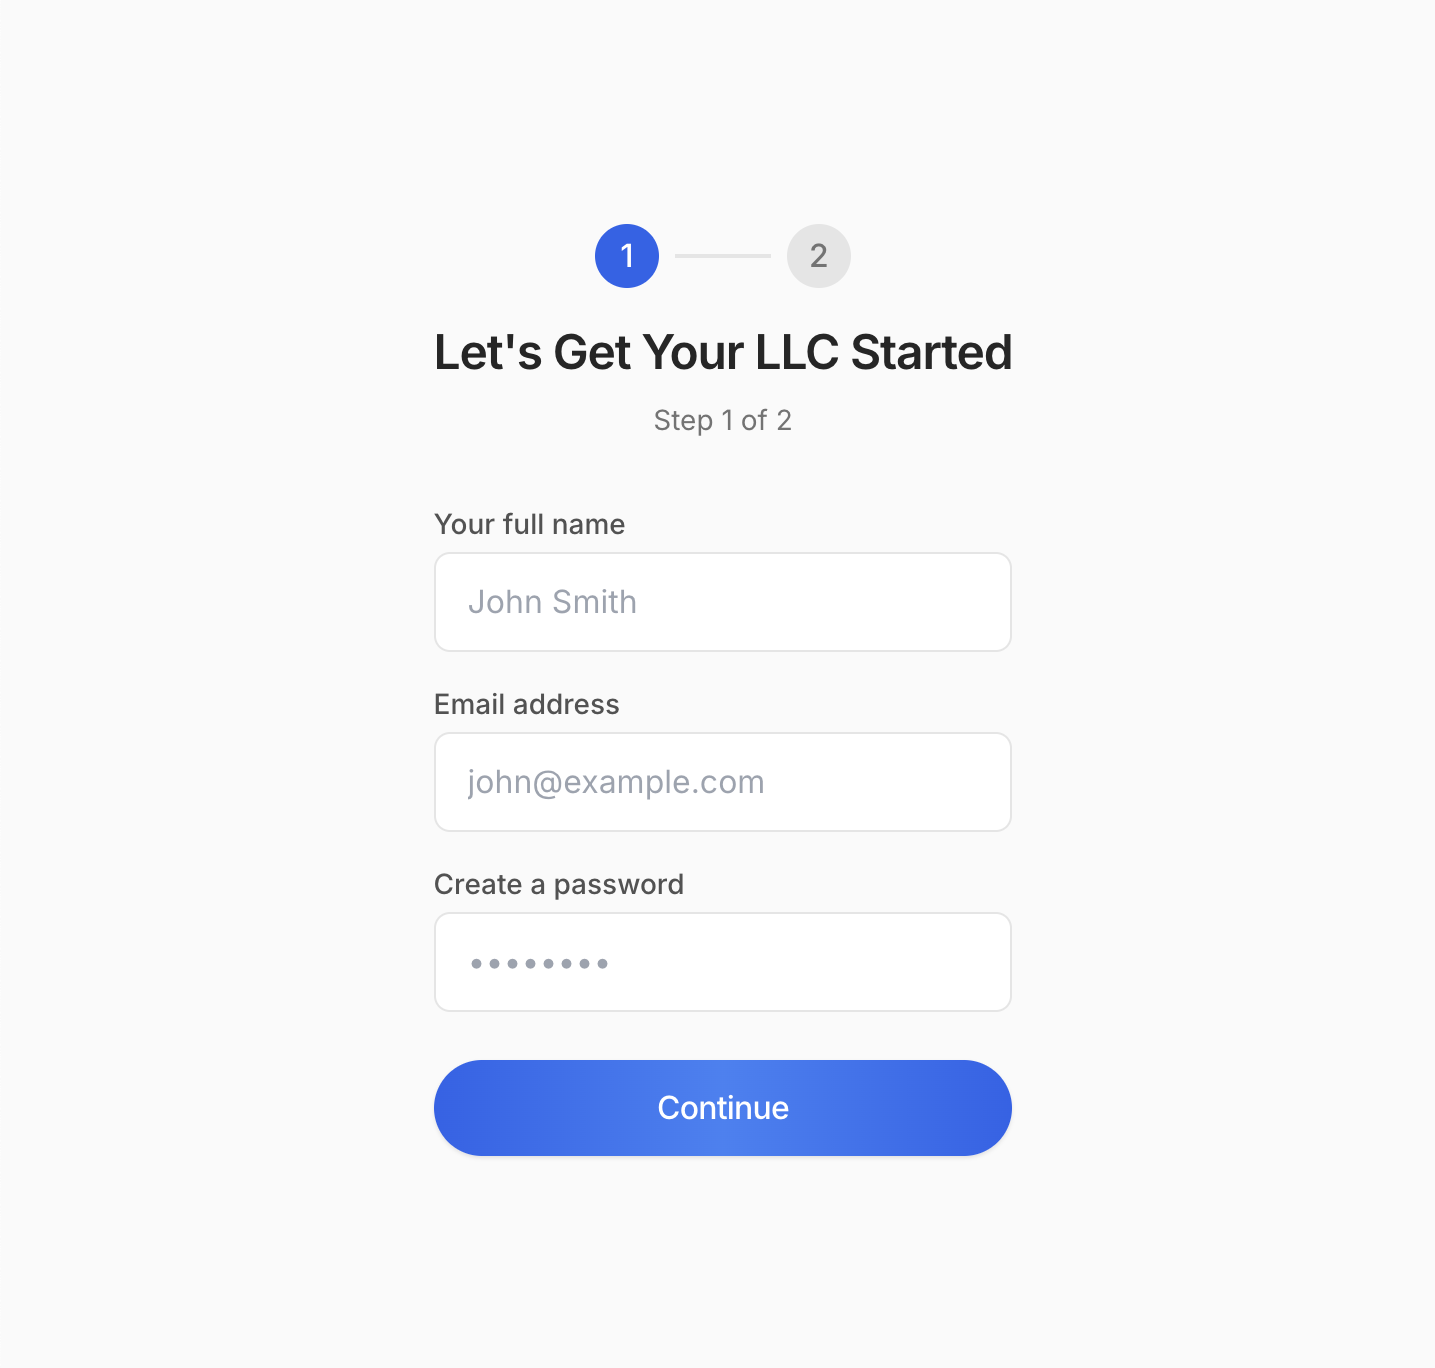 1
2
Let's Get Your LLC Started
Step 1 of 2
Your full name
John Smith
Email address
john@example.com
Create a password
••••••••
Continue